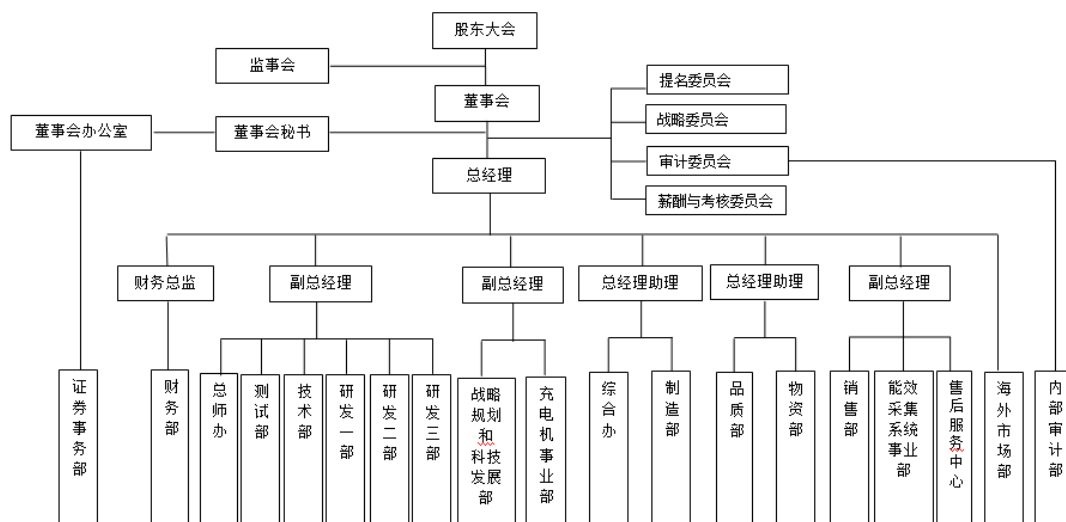 股东大会
监事会
董事会
提名委员会
战略委员会
董事会办公室
董事会秘书
审计委员会
总经理
薪酬与考核委员会
财务总监
副总经理
副总经理
总经理助理
总经理助理
副总经理
证券事务部
财务部
总师办
测试部
技术部
研发一部
研发二部
研发三部
战略
规划
和
科技
发展
部
充电机事业部
综合办
制造部
品质部
物资部
销售部
能效
采集
系统
事业
部
售后服务中心
海外市场部
内部审计部